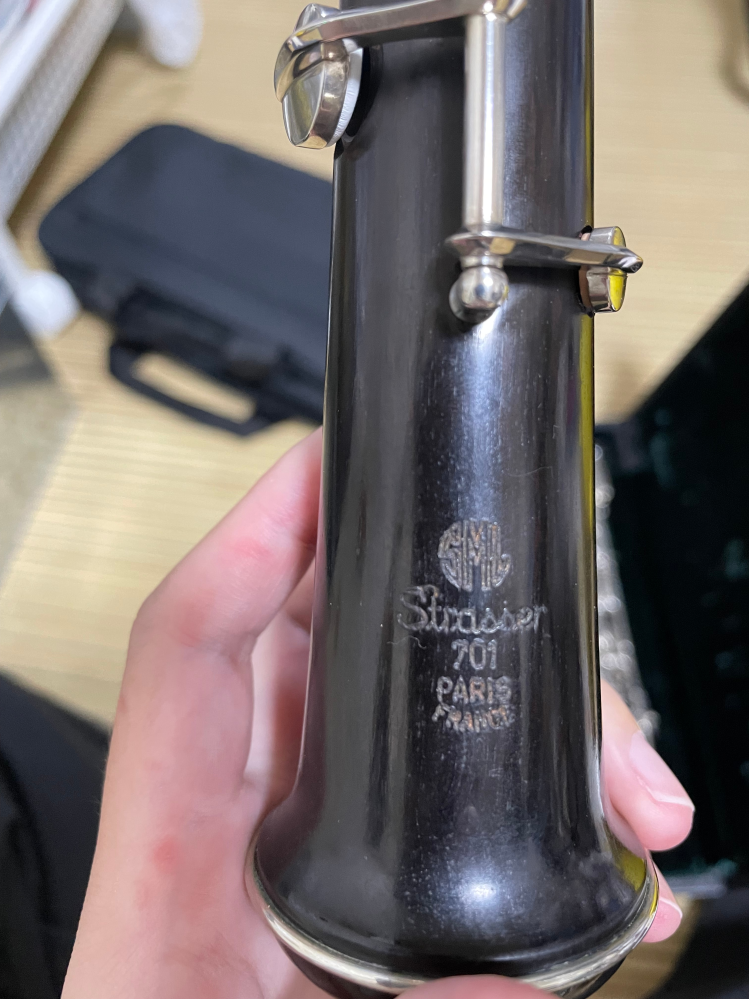 SML
Strasser
701
PARIS
FRANCE